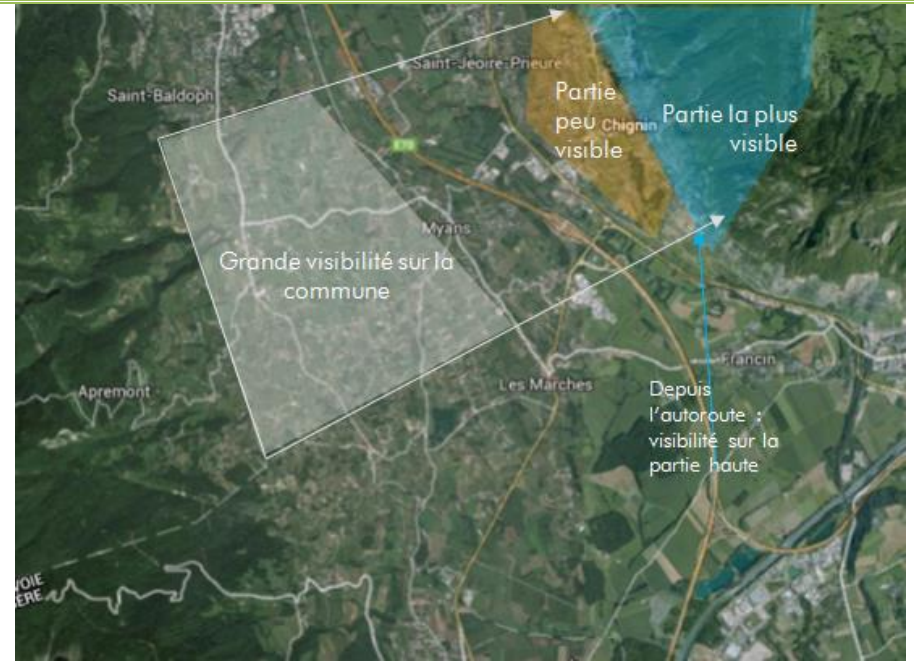 Saint-Jeoire-Prieuré
Saint-Baldoph
Partie
peu
visible
Chignin
Partie la plus
visible
E70
Myans
Grande visibilité sur la
commune
Apremont
Les Marches
Francin
Depuis
l'autoroute :
visibilité sur la
partie haute